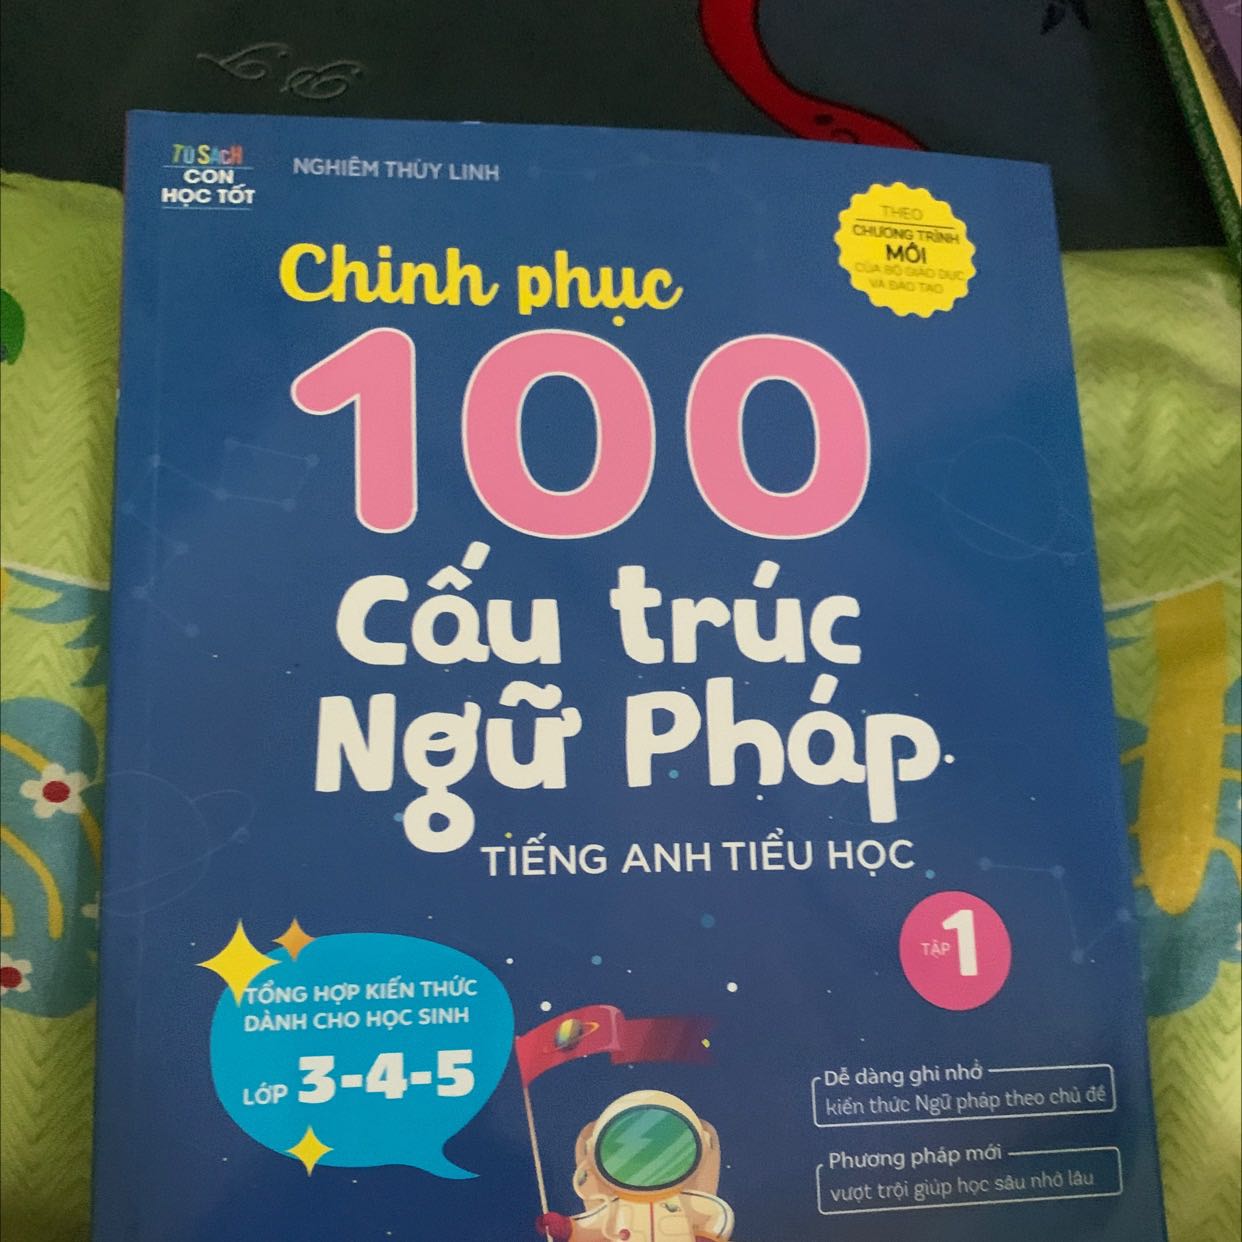 TỦ SÁCH
CON
HỌC TỐT
NGHIÊM THÙY LINH
THEO
CHƯƠNG TRÌNH
MỚI
CỦA BỘ GIÁO DỤC
VÀ ĐÀO TẠO
Chinh phục
100
Cấu trúc
Ngữ Pháp
TIẾNG ANH TIỂU HỌC
TẬP 1
TỔNG HỢP KIẾN THỨC
DÀNH CHO HỌC SINH
LỚP 3-4-5
Dễ dàng ghi nhớ
kiến thức Ngữ pháp theo chủ đề
Phương pháp mới
vượt trội giúp học sâu nhớ lâu